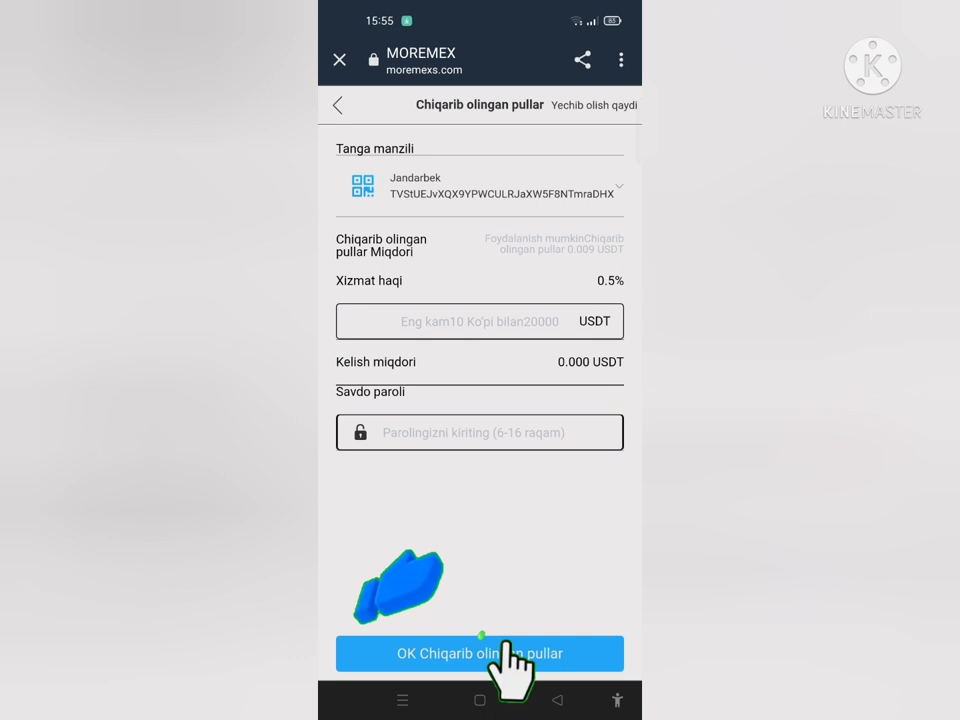 15:55
83
MOREMEX
moremexs.com
Chiqarib olingan pullar
Yechib olish qaydi
Tanga manzili
Jandarbek
TVStUEJvXQX9YPWCULRJaXW5F8NTmraDHX
Chiqarib olingan
pullar Miqdori
Foydalanish mumkinChiqarib
olingan pullar 0.009 USDT
Xizmat haqi
0.5%
Eng kam10 Ko'pi bilan20000
USDT
Kelish miqdori
0.000 USDT
Savdo paroli
Parolingizni kiriting (6-16 raqam)
OK Chiqarib pullar
K
KINEMASTER